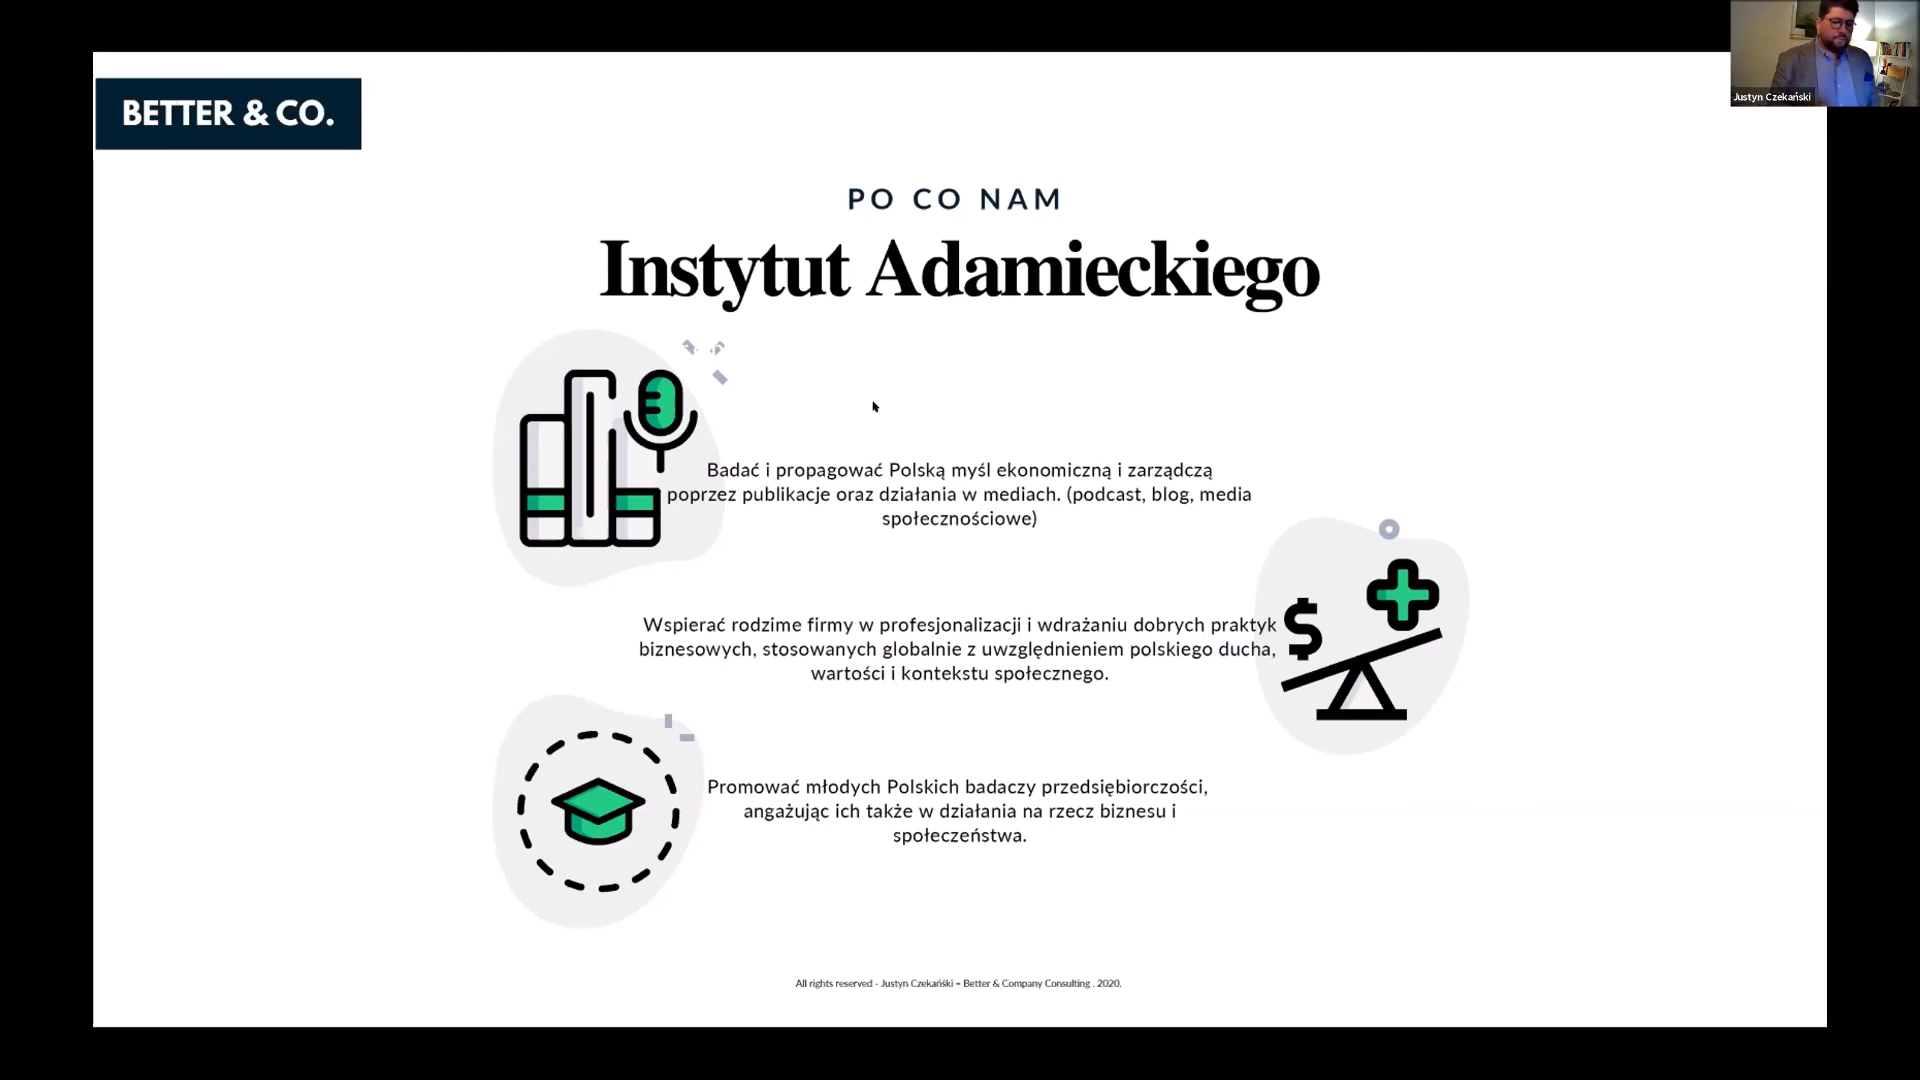 Justyn Czekański
BETTER & CO.
PO CO NAM
Instytut Adamieckiego
Badać i propagować Polską myśl ekonomiczną i zarządczą
poprzez publikacje oraz działania w mediach. (podcast, blog, media
społecznościowe)
Wspierać rodzime firmy w profesjonalizacji i wdrażaniu dobrych praktyk
biznesowych, stosowanych globalnie z uwzględnieniem polskiego ducha,
wartości i kontekstu społecznego.
Promować młodych Polskich badaczy przedsiębiorczości,
angażując ich także w działania na rzecz biznesu i
społeczeństwa.
All rights reserved - Justyn Czekańśki – Better & Company Consulting . 2020.